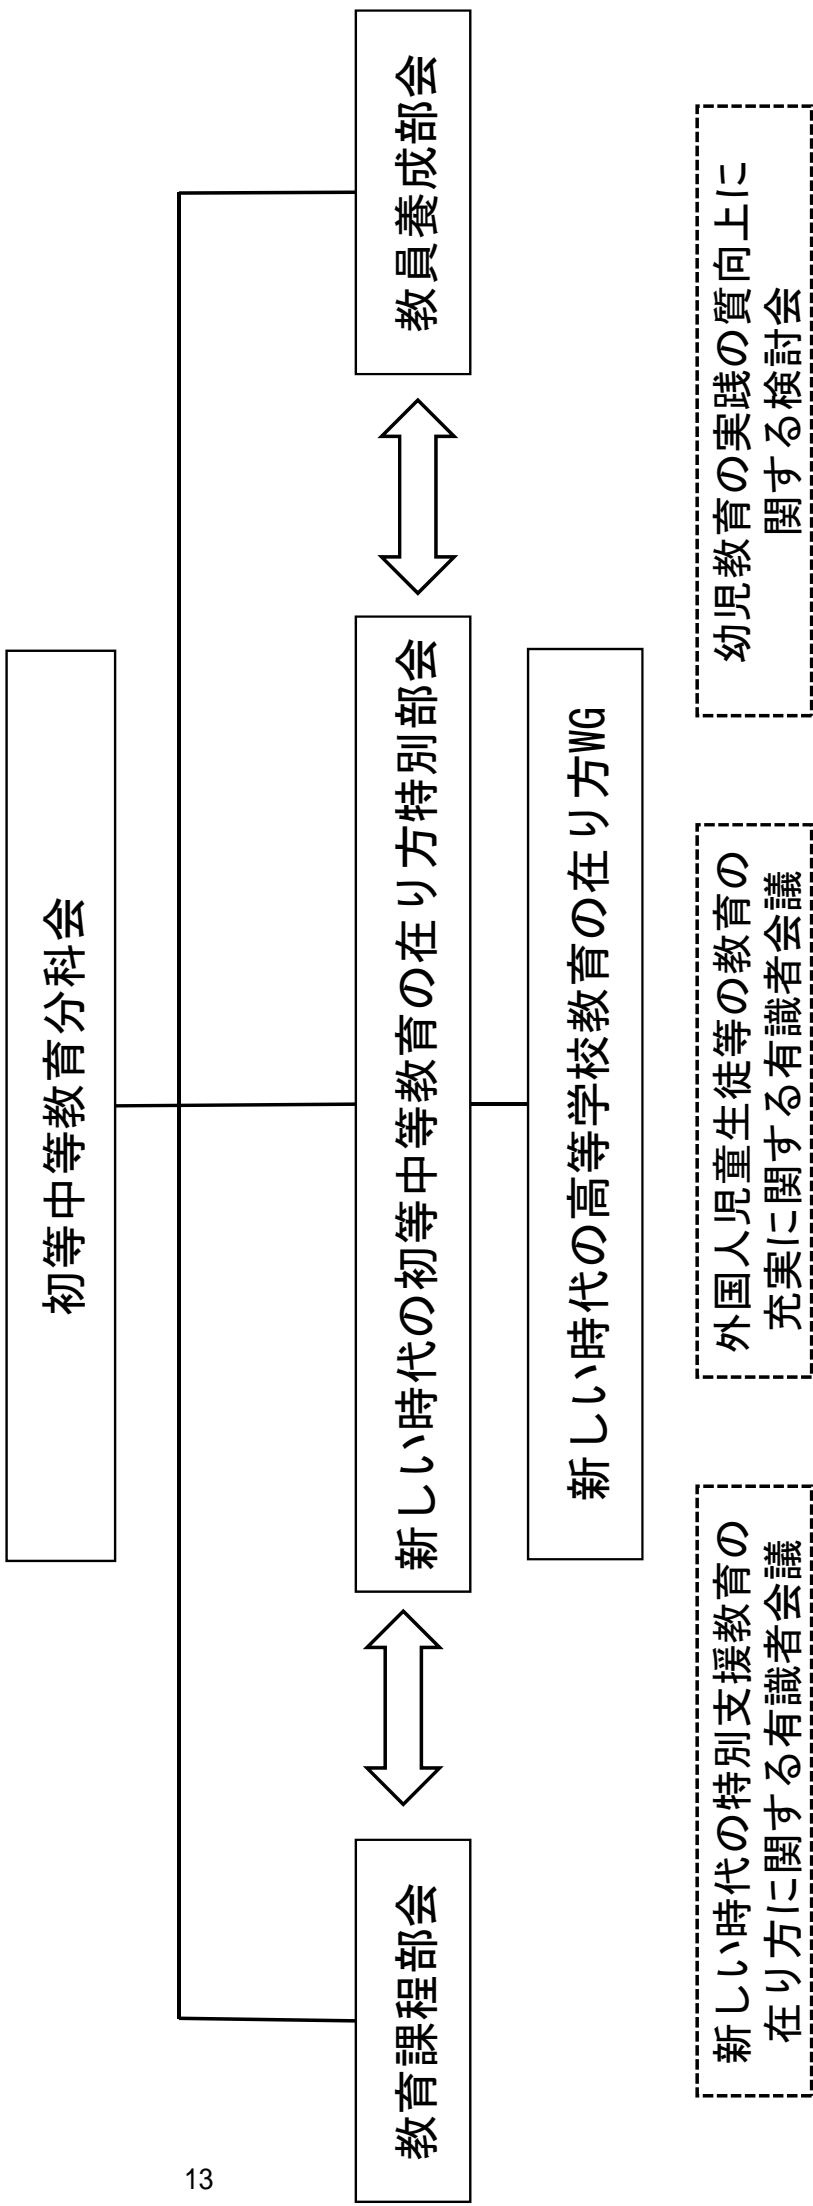 初等中等教育分科会
教育課程部会
新しい時代の初等中等教育の在り方特別部会
教員養成部会
新しい時代の高等学校教育の在り方WG
新しい時代の特別支援教育の
在り方に関する有識者会議
外国人児童生徒等の教育の
充実に関する有識者会議
幼児教育の実践の質向上に
関する検討会
13